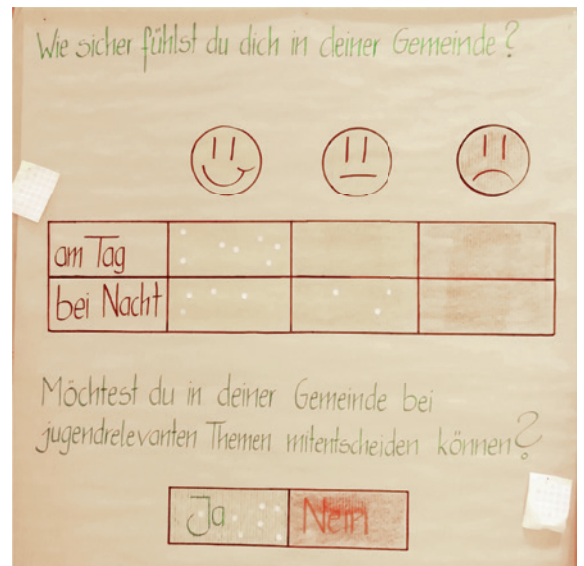 Wie sicher fühlst du dich in deiner Gemeinde?
am Tag
bei Nacht
Möchtest du in deiner Gemeinde bei
jugendrelevanten Themen mitentscheiden können?
Ja Nein